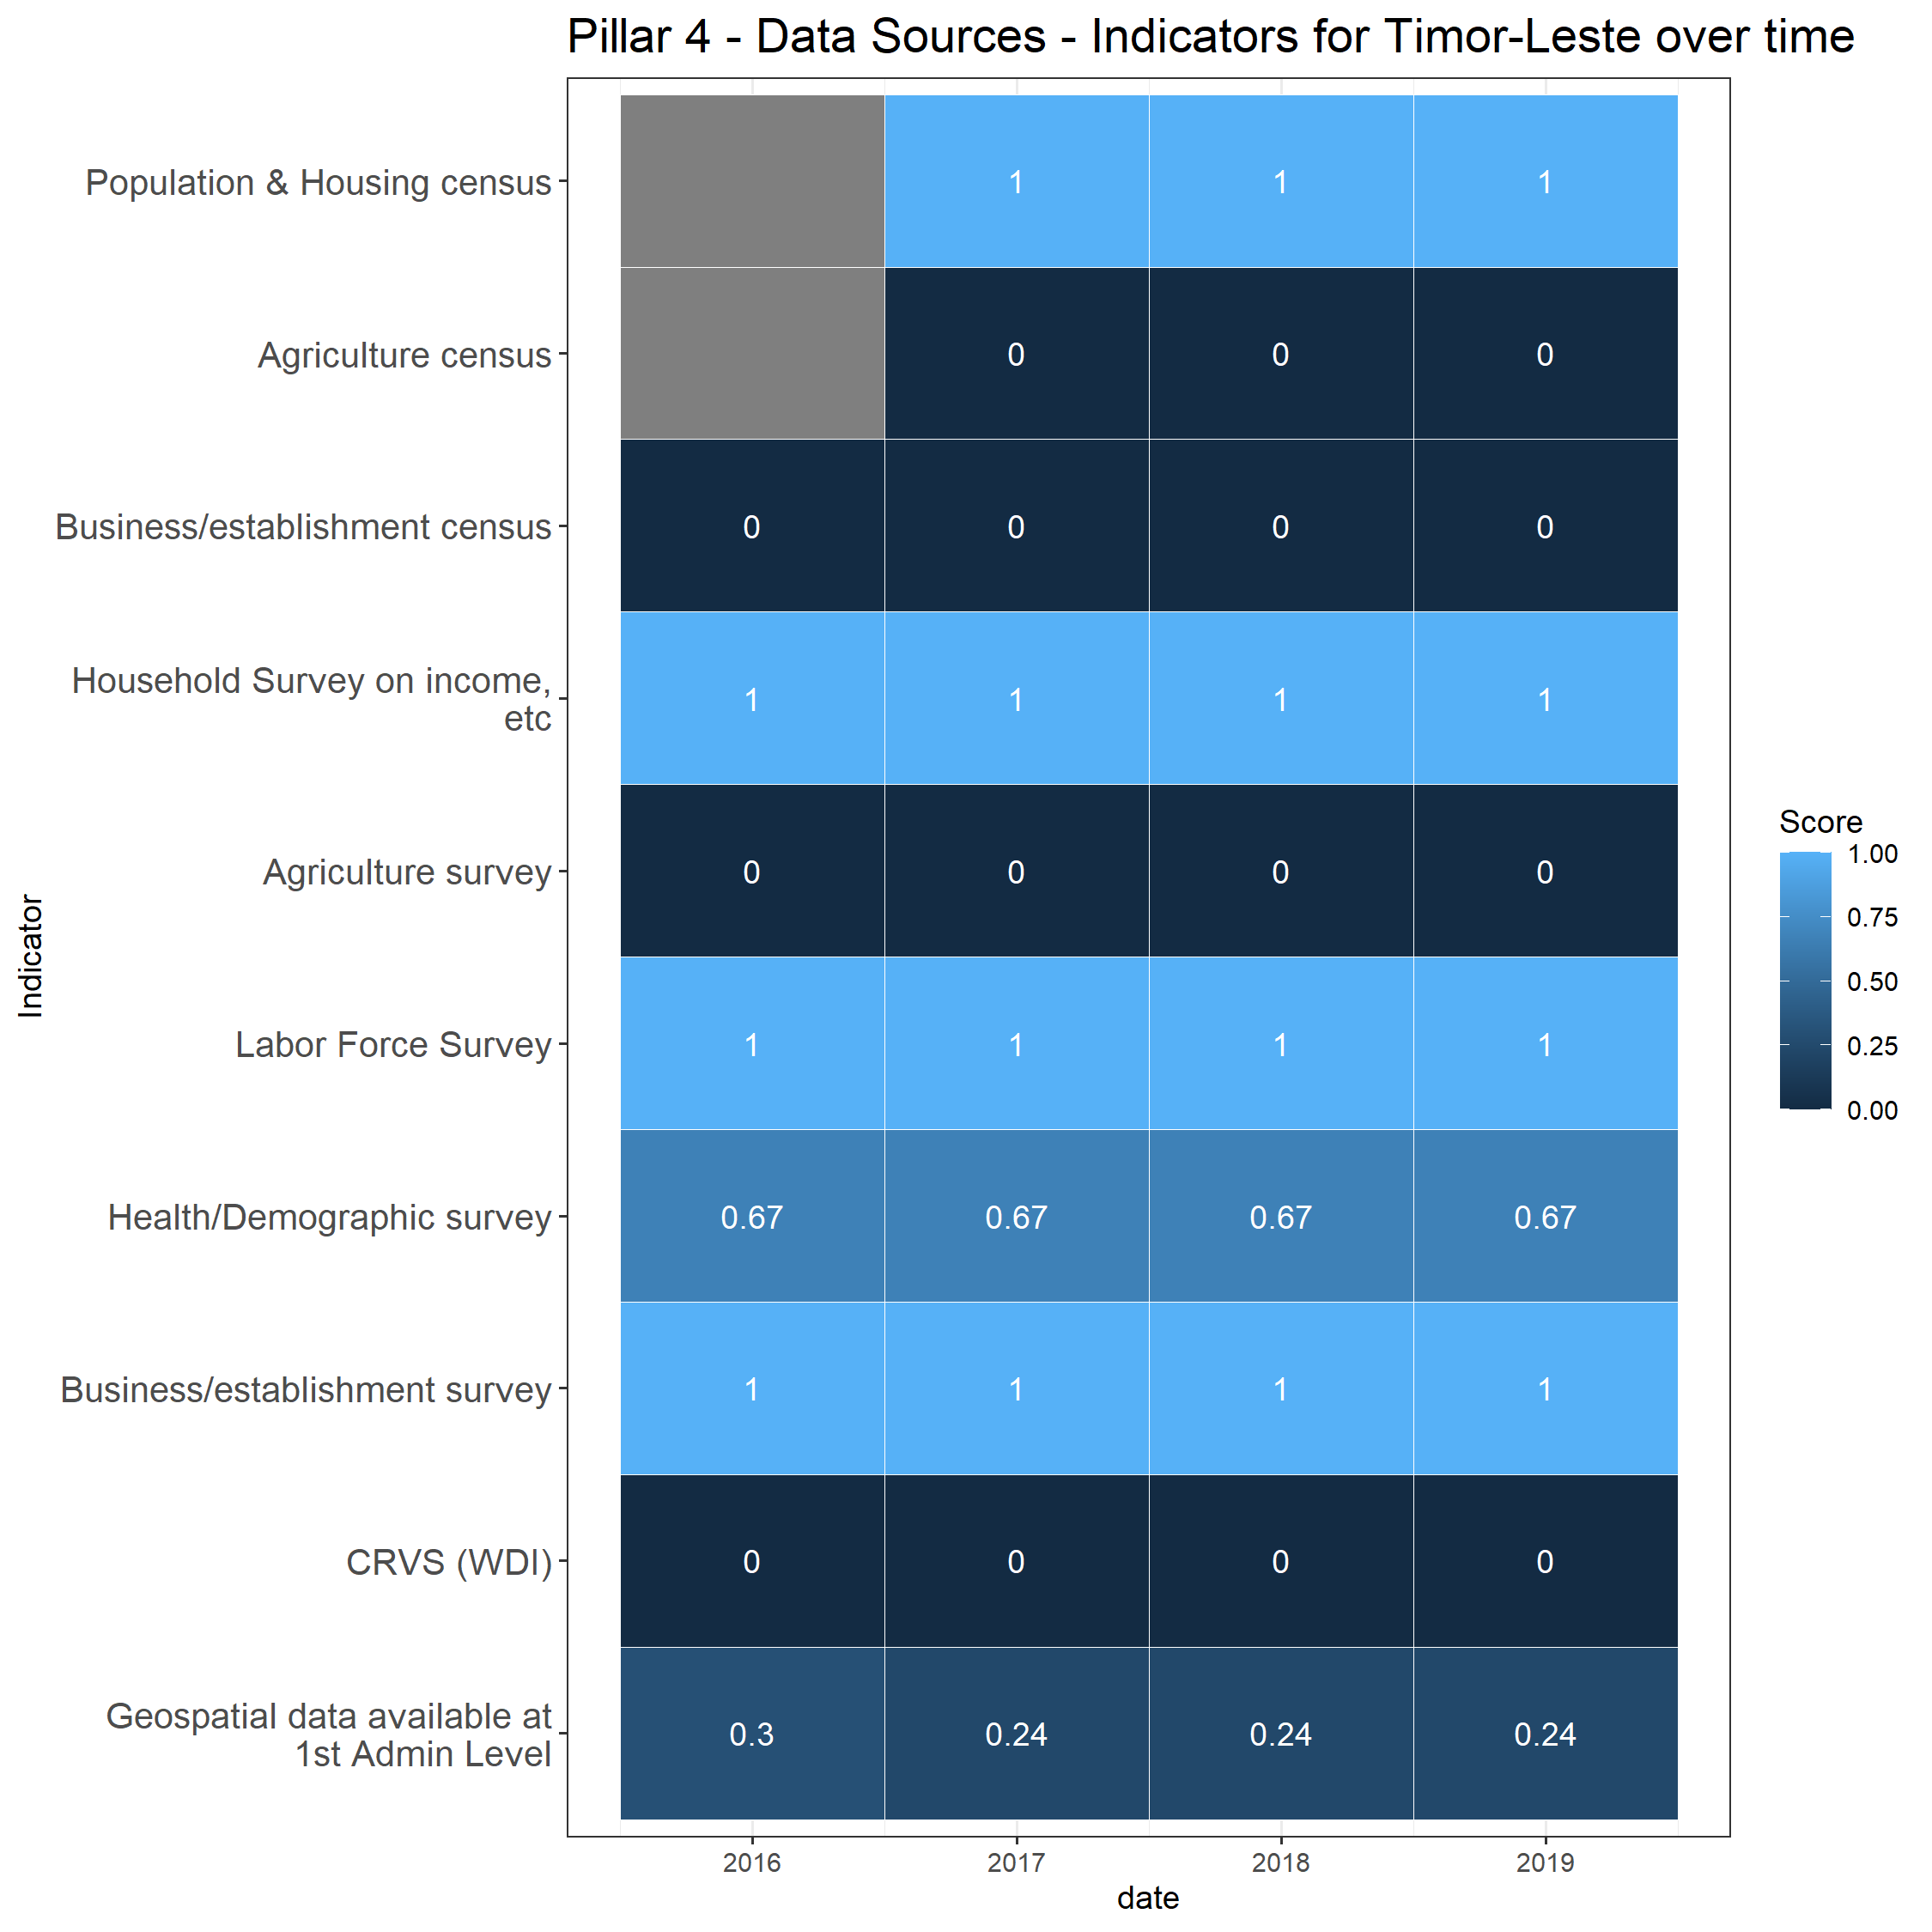 Pillar 4 - Data Sources - Indicators for Timor-Leste over time
Population & Housing census
1 1 1
Agriculture census
0 0 0
Business/establishment census
0 0 0 0
Household Survey on income,
etc
1 1 1 1
Agriculture survey
0 0 0 0
Labor Force Survey
1 1 1 1
Health/Demographic survey
0.67 0.67 0.67 0.67
Business/establishment survey
1 1 1 1
CRVS (WDI)
0 0 0 0
Geospatial data available at
1st Admin Level
0.3 0.24 0.24 0.24
2016 2017 2018 2019
date
Indicator
Score
1.00
0.75
0.50
0.25
0.00